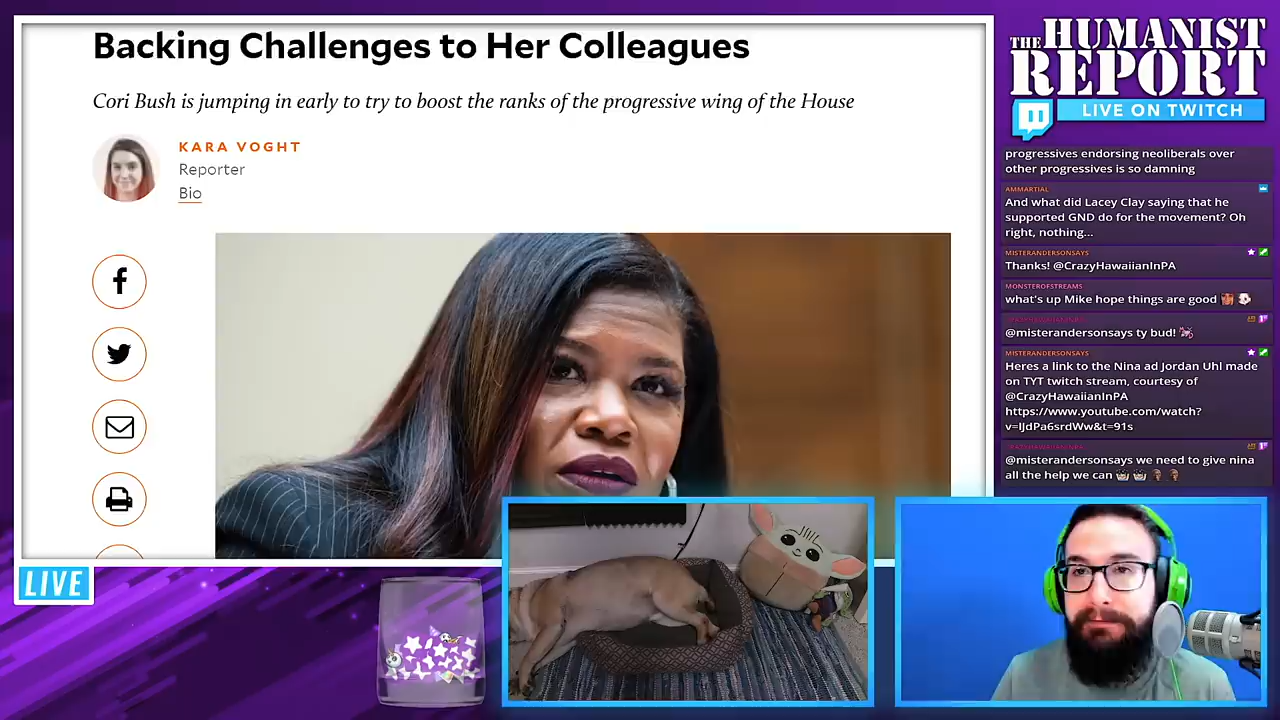 Backing Challenges to Her Colleagues
Cori Bush is jumping in early to try to boost the ranks of the progressive wing of the House
KARA VOGHT
Reporter
Bio
LIVE
THE HUMANIST
REPORT
LIVE ON TWITCH
progressives endorsing neoliberals over
other progressives is so damning
AMMARTIAL
And what did Lacey Clay saying that he
supported GND do for the movement? Oh
right, nothing...
MISTERANDERSONSAYS
Thanks! @CrazyHawaiianInPA
MONSTEROFSTREAMS
what's up Mike hope things are good
@misterandersonsays ty bud!
MISTERANDERSONSAYS
Heres a link to the Nina ad Jordan Uhl made
on TYT twitch stream, courtesy of
@CrazyHawaiianInPA
https://www.youtube.com/watch?
v=IJdPa6srdWw&t=91s
@misterandersonsays we need to give nina
all the help we can